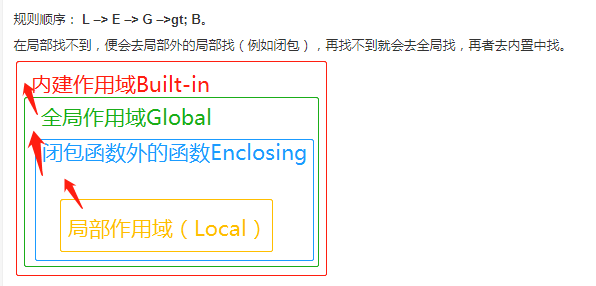 规则顺序： L –> E –> G –>gt; B。
在局部找不到，便会去局部外的局部找（例如闭包），再找不到就会去全局找，再者去内置中找。
内建作用域Built-in
全局作用域Global
闭包函数外的函数Enclosing
局部作用域（Local）